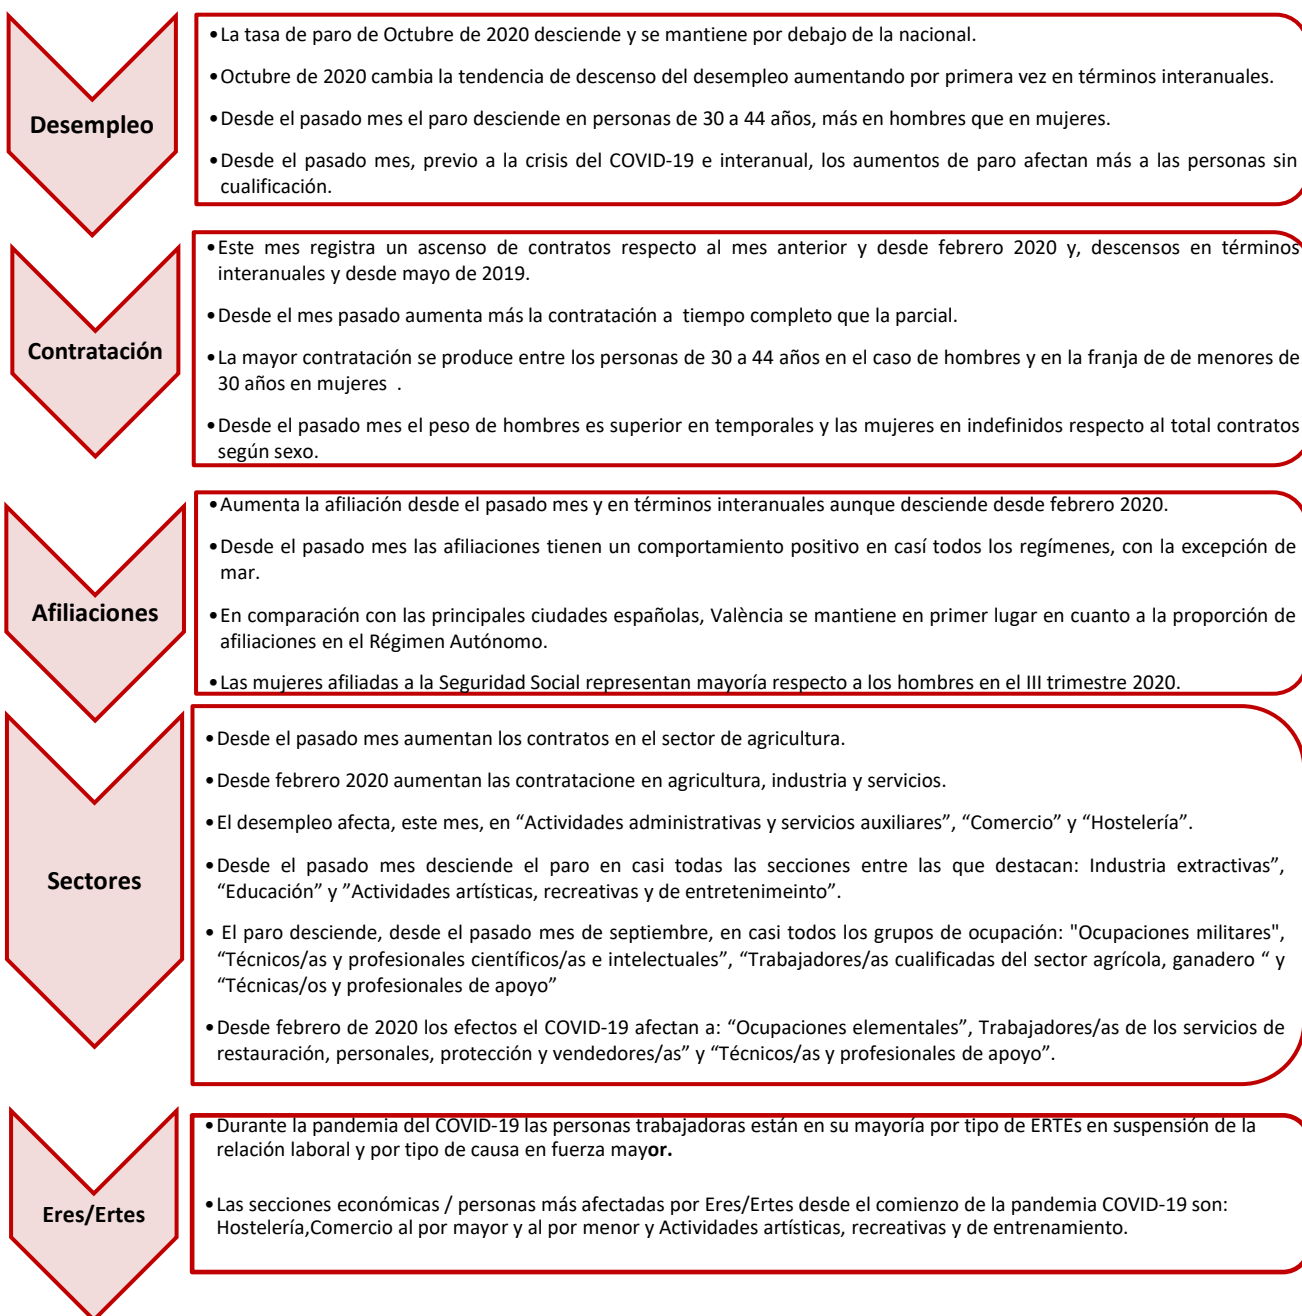 Desempleo
•La tasa de paro de Octubre de 2020 desciende y se mantiene por debajo de la nacional.
•Octubre de 2020 cambia la tendencia de descenso del desempleo aumentando por primera vez en términos interanuales.
•Desde el pasado mes el paro desciende en personas de 30 a 44 años, más en hombres que en mujeres.
•Desde el pasado mes, previo a la crisis del COVID-19 e interanual, los aumentos de paro afectan más a las personas sin
cualificación.
Contratación
•Este mes registra un ascenso de contratos respecto al mes anterior y desde febrero 2020 y, descensos en términos
interanuales y desde mayo de 2019.
•Desde el mes pasado aumenta más la contratación a tiempo completo que la parcial.
•La mayor contratación se produce entre los personas de 30 a 44 años en el caso de hombres y en la franja de de menores de
30 años en mujeres .
•Desde el pasado mes el peso de hombres es superior en temporales y las mujeres en indefinidos respecto al total contratos
según sexo.
Afiliaciones
•Aumenta la afiliación desde el pasado mes y en términos interanuales aunque desciende desde febrero 2020.
•Desde el pasado mes las afiliaciones tienen un comportamiento positivo en casí todos los regímenes, con la excepción de
mar.
•En comparación con las principales ciudades españolas, València se mantiene en primer lugar en cuanto a la proporción de
afiliaciones en el Régimen Autónomo.
•Las mujeres afiliadas a la Seguridad Social representan mayoría respecto a los hombres en el III trimestre 2020.
Sectores
•Desde el pasado mes aumentan los contratos en el sector de agricultura.
•Desde febrero 2020 aumentan las contratacione en agricultura, industria y servicios.
•El desempleo afecta, este mes, en “Actividades administrativas y servicios auxiliares”, “Comercio” y “Hostelería”.
•Desde el pasado mes desciende el paro en casi todas las secciones entre las que destacan: Industria extractivas”,
“Educación” y ”Actividades artísticas, recreativas y de entretenimeinto”.
• El paro desciende, desde el pasado mes de septiembre, en casi todos los grupos de ocupación: "Ocupaciones militares",
“Técnicos/as y profesionales científicos/as e intelectuales”, “Trabajadores/as cualificadas del sector agrícola, ganadero “ y
“Técnicas/os y profesionales de apoyo”
•Desde febrero de 2020 los efectos el COVID-19 afectan a: “Ocupaciones elementales”, Trabajadores/as de los servicios de
restauración, personales, protección y vendedores/as” y “Técnicos/as y profesionales de apoyo”.
Eres/Ertes
•Durante la pandemia del COVID-19 las personas trabajadoras están en su mayoría por tipo de ERTEs en suspensión de la
relación laboral y por tipo de causa en fuerza mayor.
•Las secciones económicas / personas más afectadas por Eres/Ertes desde el comienzo de la pandemia COVID-19 son:
Hostelería,Comercio al por mayor y al por menor y Actividades artísticas, recreativas y de entrenamiento.